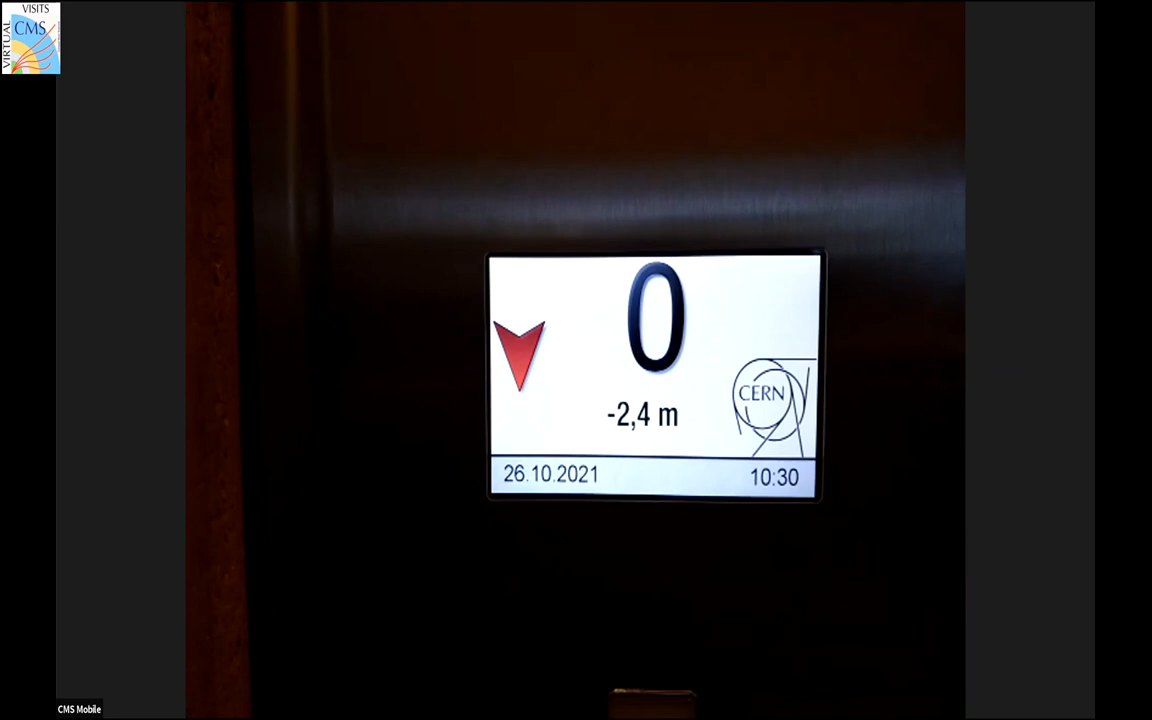 VISITS
VIRTUAL
CMS
0
-2,4 m
CERN
26.10.2021
10:30
CMS Mobile